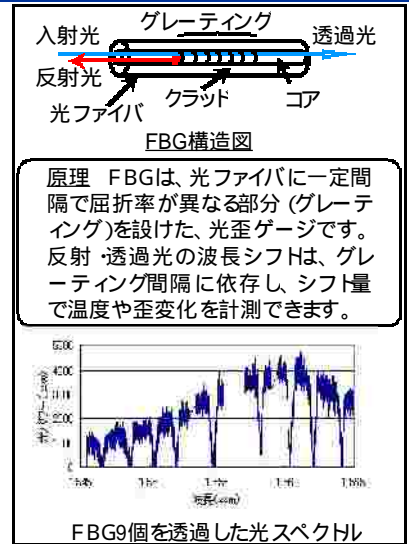 グレーティング
入射光
透過光
反射光
光ファイバ
クラッド
コア
FBG構造図
原理 FBGは、光ファイバに一定間
隔で屈折率が異なる部分(グレーテ
ィング)を設けた、光歪ゲージです。
反射・透過光の波長シフトは、グレ
ーティング間隔に依存し、シフト量
で温度や歪変化を計測できます。
FBG9個を透過した光スペクトル